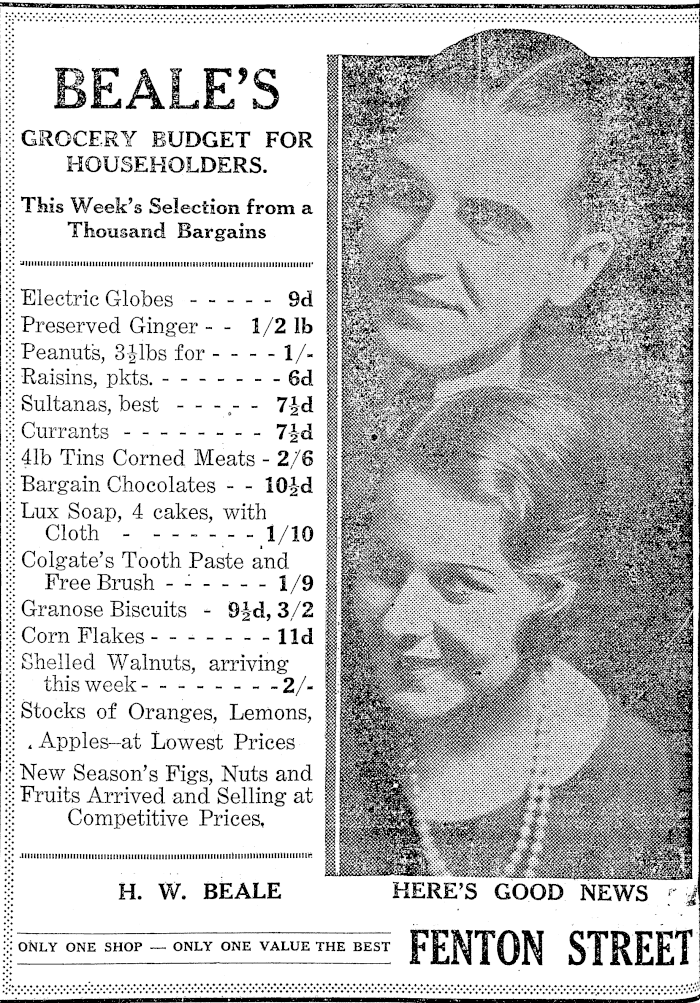 BEALE'S
GROCERY BUDGET FOR
HOUSEHOLDERS.
This Week's Selection from a
Thousand Bargains
Electric Globes - - - - - 9d
Preserved Ginger - - 1/2 lb
Peanuts, 3½lbs for - - - - 1/-
Raisins, pkts. - - - - - - - 6d
Sultanas, best - - - - - 7½d
Currants - - - - - - - - 7½d
4lb Tins Corned Meats - 2/6
Bargain Chocolates - - 10½d
Lux Soap, 4 cakes, with
Cloth - - - - - - - 1/10
Colgate's Tooth Paste and
Free Brush - - - - - - 1/9
Granose Biscuits - 9½d, 3/2
Corn Flakes - - - - - - - 11d
Shelled Walnuts, arriving
this week - - - - - - - - 2/-
Stocks of Oranges, Lemons,
Apples—at Lowest Prices
New Season's Figs, Nuts and
Fruits Arrived and Selling at
Competitive Prices.
H. W. BEALE
HERE'S GOOD NEWS
ONLY ONE SHOP — ONLY ONE VALUE THE BEST
FENTON STREET